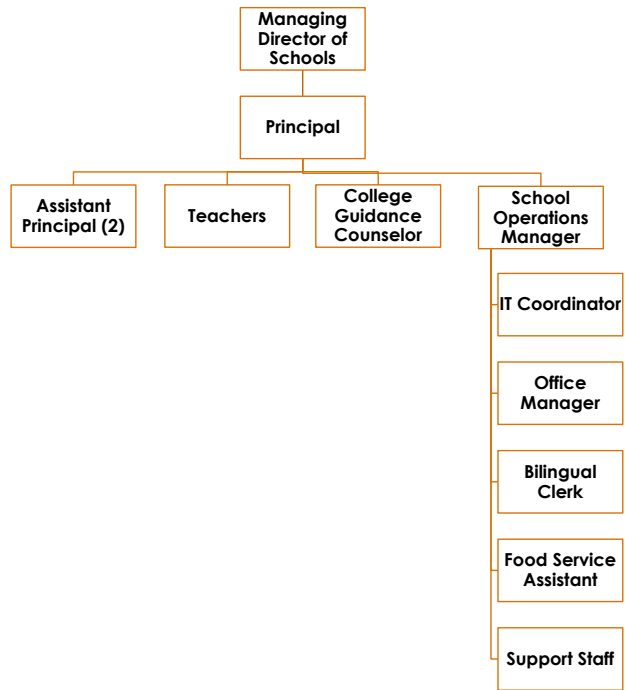 Managing
Director of
Schools
Principal
Assistant
Principal (2)
Teachers
College
Guidance
Counselor
School
Operations
Manager
IT Coordinator
Office
Manager
Bilingual
Clerk
Food Service
Assistant
Support Staff